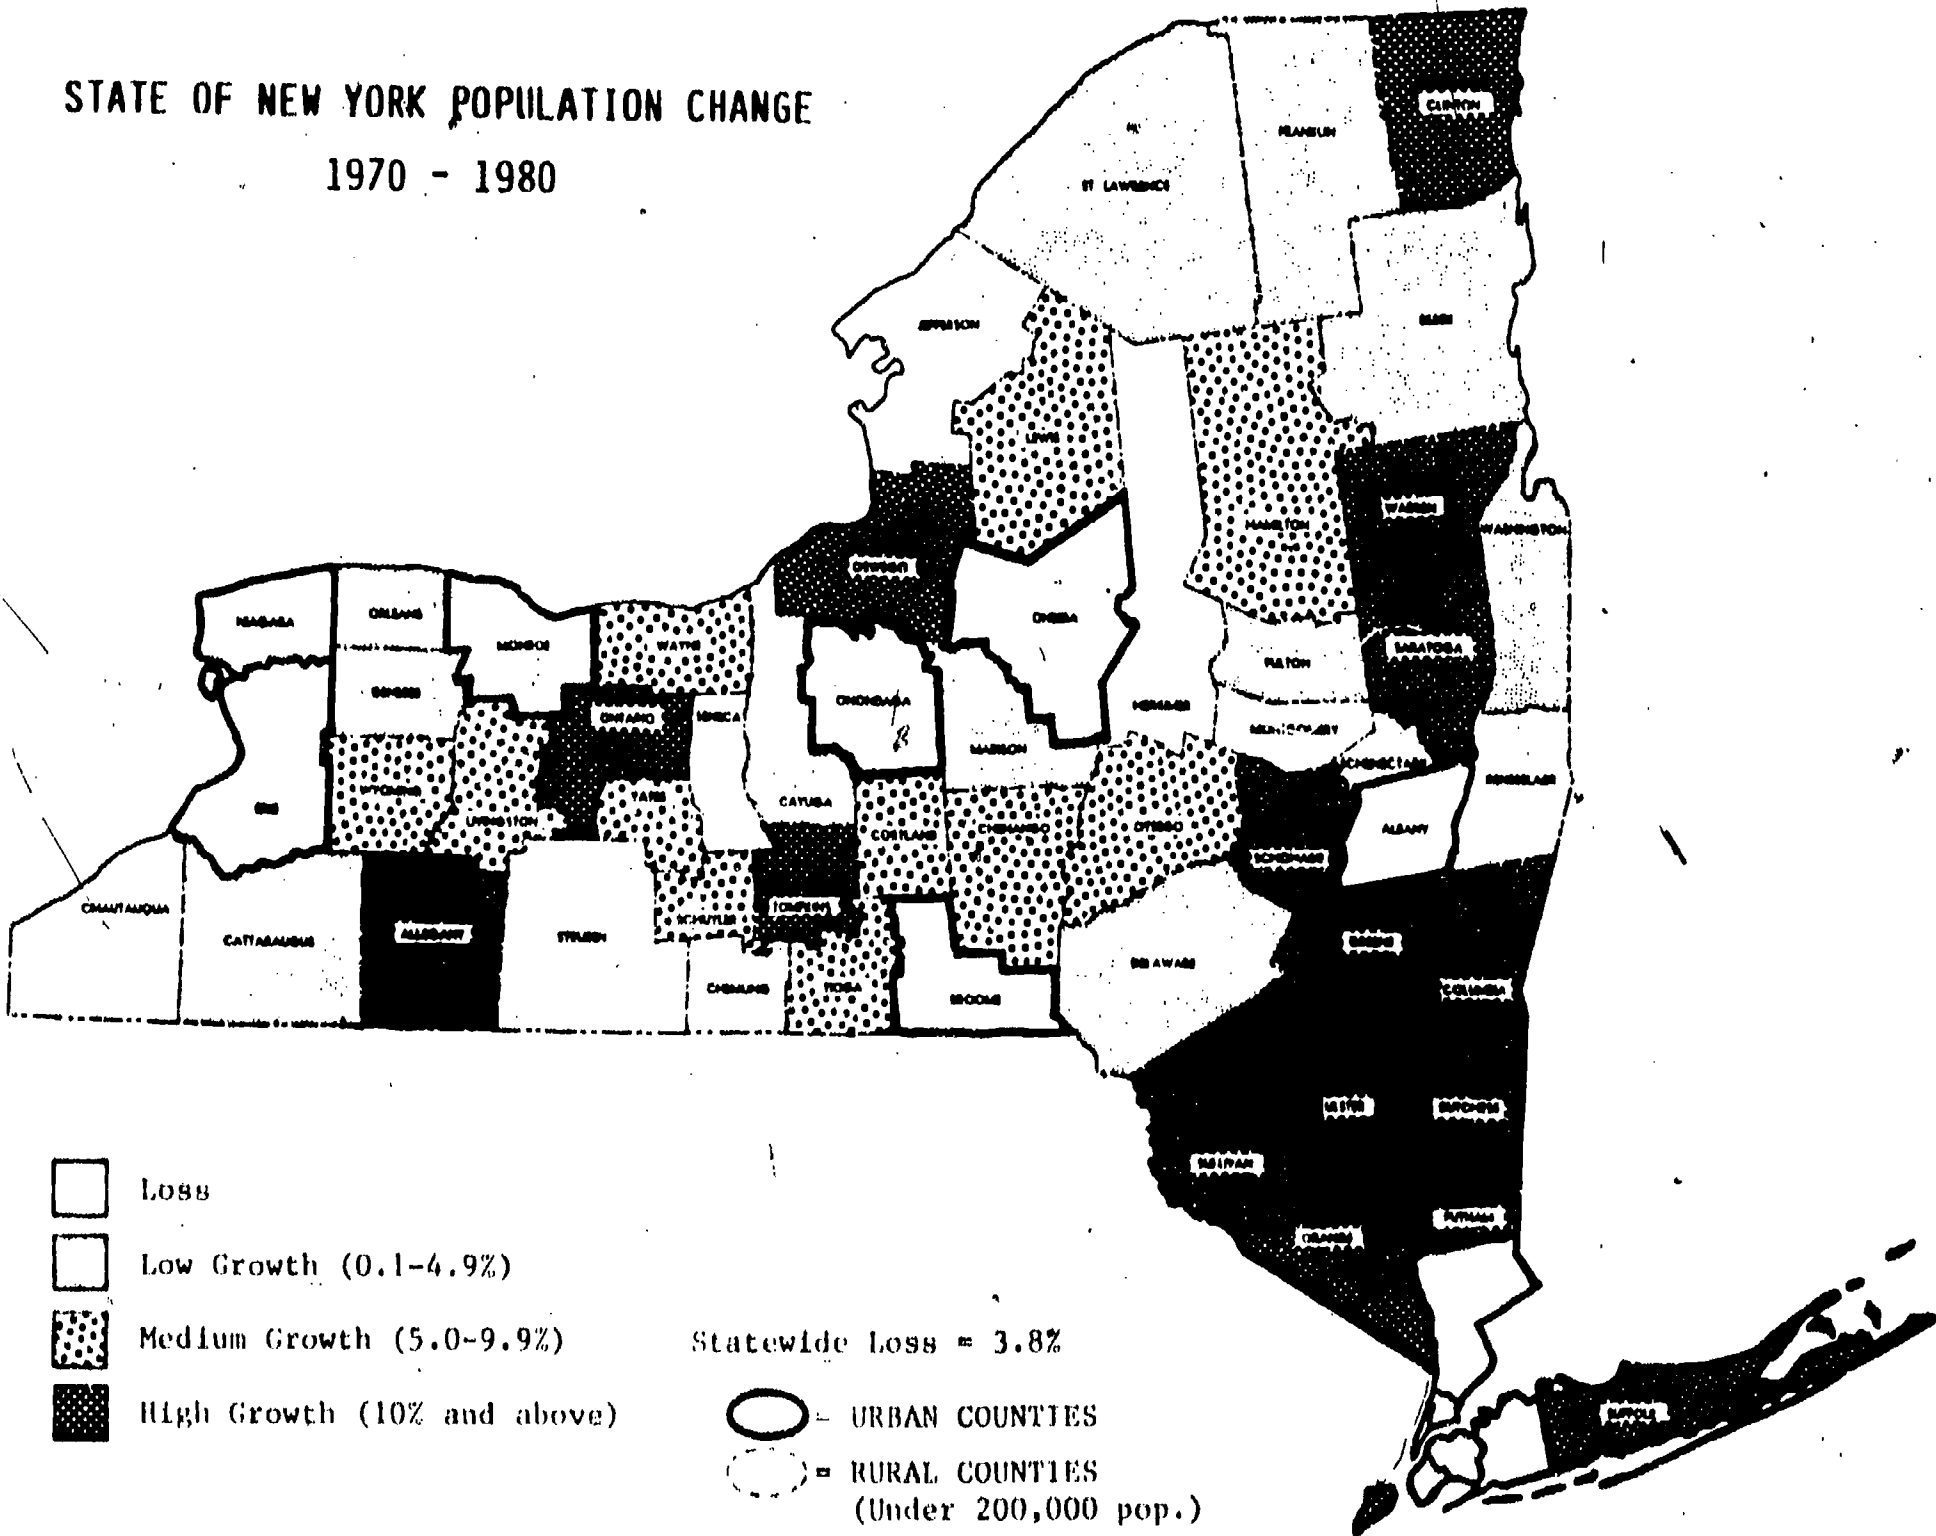 STATE OF NEW YORK POPULATION CHANGE
1970 - 1980
CLINTON
FRANKLIN
ST LAWRENCE
JEFFERSON
ESSEX
LEWIS
WARREN
HAMILTON
WASHINGTON
OSWEGO
NIAGARA
ORLEANS
ONEIDA
MONROE
WAYNE
SARATOGA
FULTON
GENESEE
ONTARIO
SENECA
ONONDAGA
HERKIMER
MADISON
MONTGOMERY
SCHENECTADY
RENSSELAER
WYOMING
YATES
CAYUGA
ERIE
LIVINGSTON
CORTLAND
CHENANGO
OTSEGO
ALBANY
SCHOHARIE
CHAUTAUQUA
CATTARAUGUS
ALLEGANY
STEUBEN
SCHUYLER
TOMPKINS
GREENE
DELAWARE
CHEMUNG
TIOGA
BROOME
COLUMBIA
ULSTER
DUTCHESS
SULLIVAN
PUTNAM
ORANGE
SUFFOLK
Loss
Low Growth (0.1-4.9%)
Medium Growth (5.0-9.9%)
High Growth (10% and above)
Statewide Loss = 3.8%
= URBAN COUNTIES
= RURAL COUNTIES
(Under 200,000 pop.)